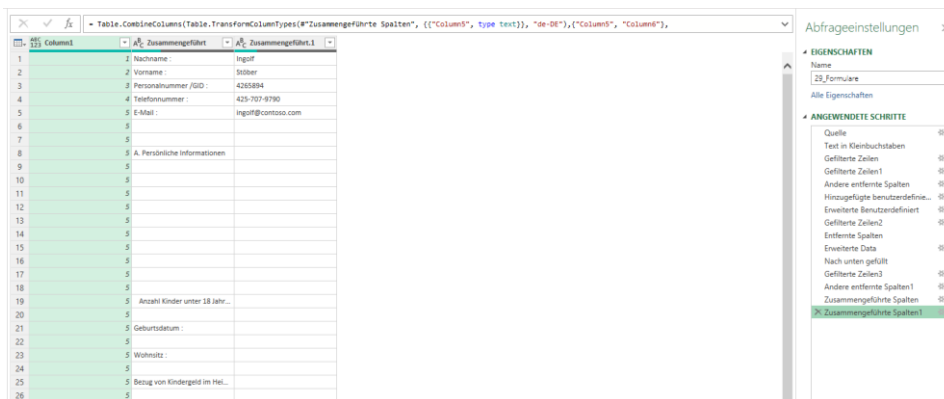 fx = Table.CombineColumns(Table.TransformColumnTypes(#"Zusammengeführte Spalten", {{"Column5", type text}}, "de-DE"),{"Column5", "Column6"},
ABC 123 Column1 ABC Zusammengeführt ABC Zusammengeführt.1
1 1 Nachname : Ingolf
2 2 Vorname : Stöber
3 3 Personalnummer /GID : 4265894
4 4 Telefonnummer : 425-707-9790
5 5 E-Mail : ingolf@contoso.com
6 5
7 5
8 5 A. Persönliche Informationen
9 5
10 5
11 5
12 5
13 5
14 5
15 5
16 5
17 5
18 5
19 5 Anzahl Kinder unter 18 Jahr...
20 5
21 5 Geburtsdatum :
22 5
23 5 Wohnsitz :
24 5
25 5 Bezug von Kindergeld im Hei...
26 5
Abfrageeinstellungen
EIGENSCHAFTEN
Name
29_Formulare
Alle Eigenschaften
ANGEWENDETE SCHRITTE
Quelle
Text in Kleinbuchstaben
Gefilterte Zeilen
Gefilterte Zeilen1
Andere entfernte Spalten
Hinzugefügte benutzerdefinie...
Erweiterte Benutzerdefiniert
Gefilterte Zeilen2
Entfernte Spalten
Erweiterte Data
Nach unten gefüllt
Gefilterte Zeilen3
Andere entfernte Spalten1
Zusammengeführte Spalten
Zusammengeführte Spalten1